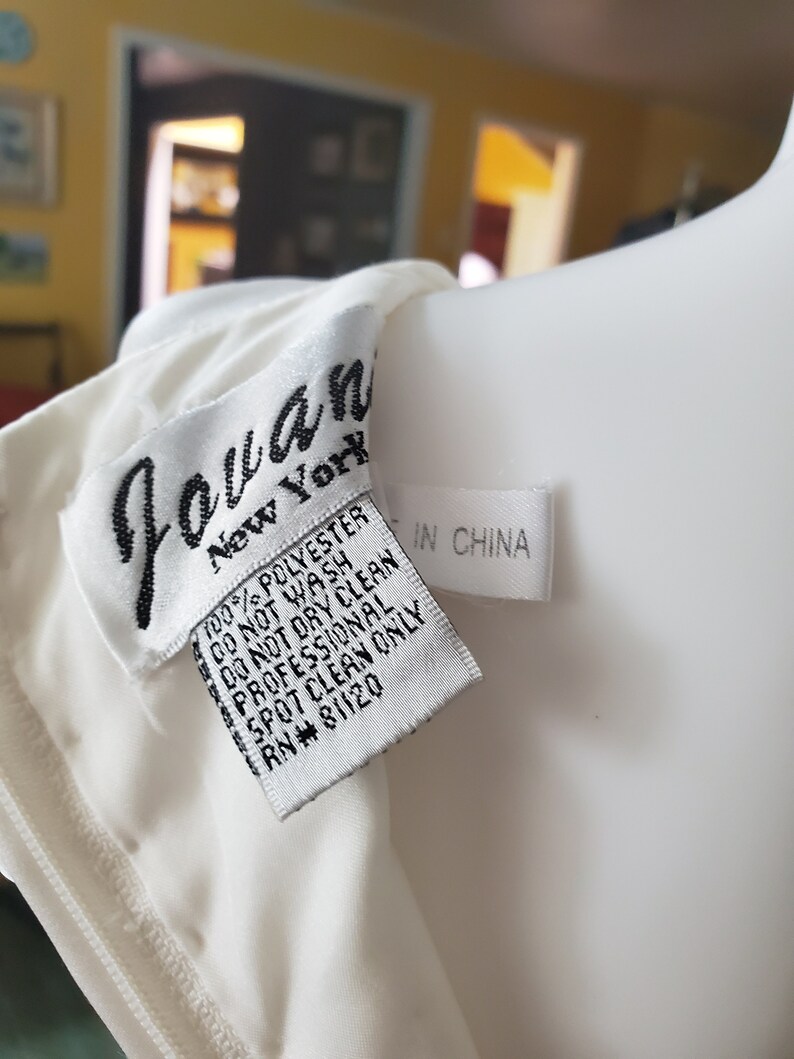 Jouan
New York
100% POLYESTER
DO NOT WASH
DO NOT DRY CLEAN
PROFESSIONAL
SPOT CLEAN ONLY
RN# 81120
E IN CHINA